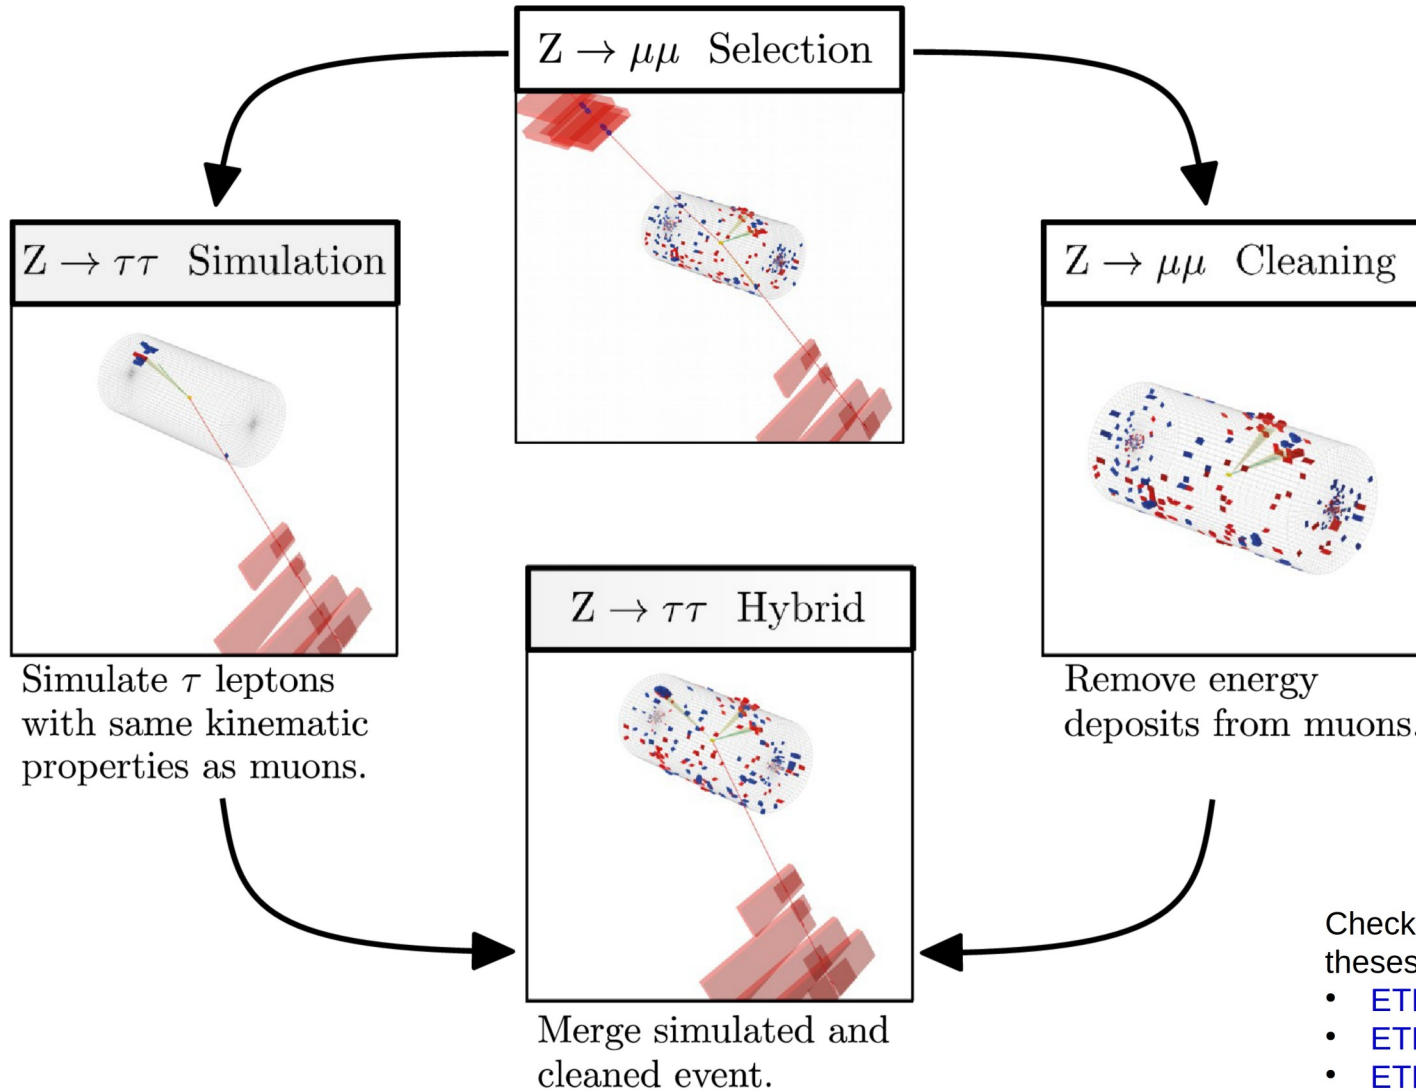 Z → μμ Selection
Z → ττ Simulation
Z → μμ Cleaning
Simulate τ leptons
with same kinematic
properties as muons.
Remove energy
deposits from muons.
Z → ττ Hybrid
Merge simulated and
cleaned event.
Check
theses
• 
• 
•